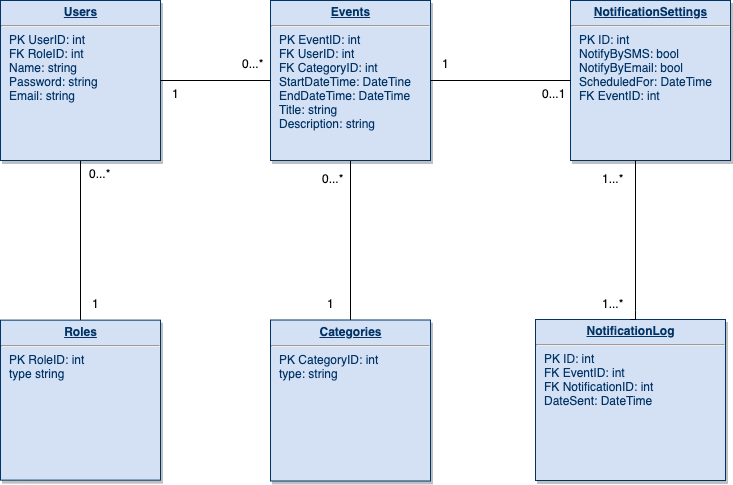 Users
PK UserID: int
FK RoleID: int
Name: string
Password: string
Email: string
Events
PK EventID: int
FK UserID: int
FK CategoryID: int
StartDateTime: DateTine
EndDateTime: DateTime
Title: string
Description: string
NotificationSettings
PK ID: int
NotifyBySMS: bool
NotifyByEmail: bool
ScheduledFor: DateTime
FK EventID: int
0...*
1
1
0...1
0...*
1
0...*
1
1...*
1...*
Roles
PK RoleID: int
type string
Categories
PK CategoryID: int
type: string
NotificationLog
PK ID: int
FK EventID: int
FK NotificationID: int
DateSent: DateTime